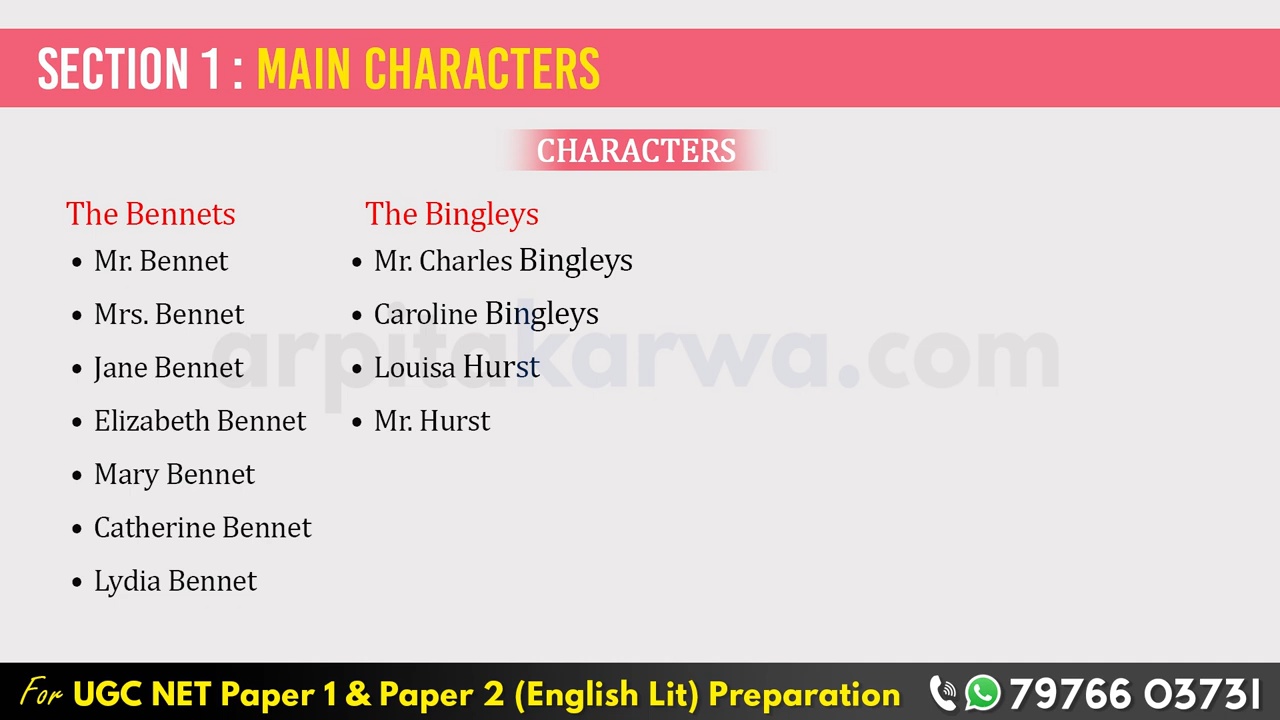 SECTION 1 : MAIN CHARACTERS
CHARACTERS
The Bennets
• Mr. Bennet
• Mrs. Bennet
• Jane Bennet
• Elizabeth Bennet
• Mary Bennet
• Catherine Bennet
• Lydia Bennet
The Bingleys
• Mr. Charles Bingleys
• Caroline Bingleys
• Louisa Hurst
• Mr. Hurst
arpitakarwa.com
For UGC NET Paper 1 & Paper 2 (English Lit) Preparation 79766 03731